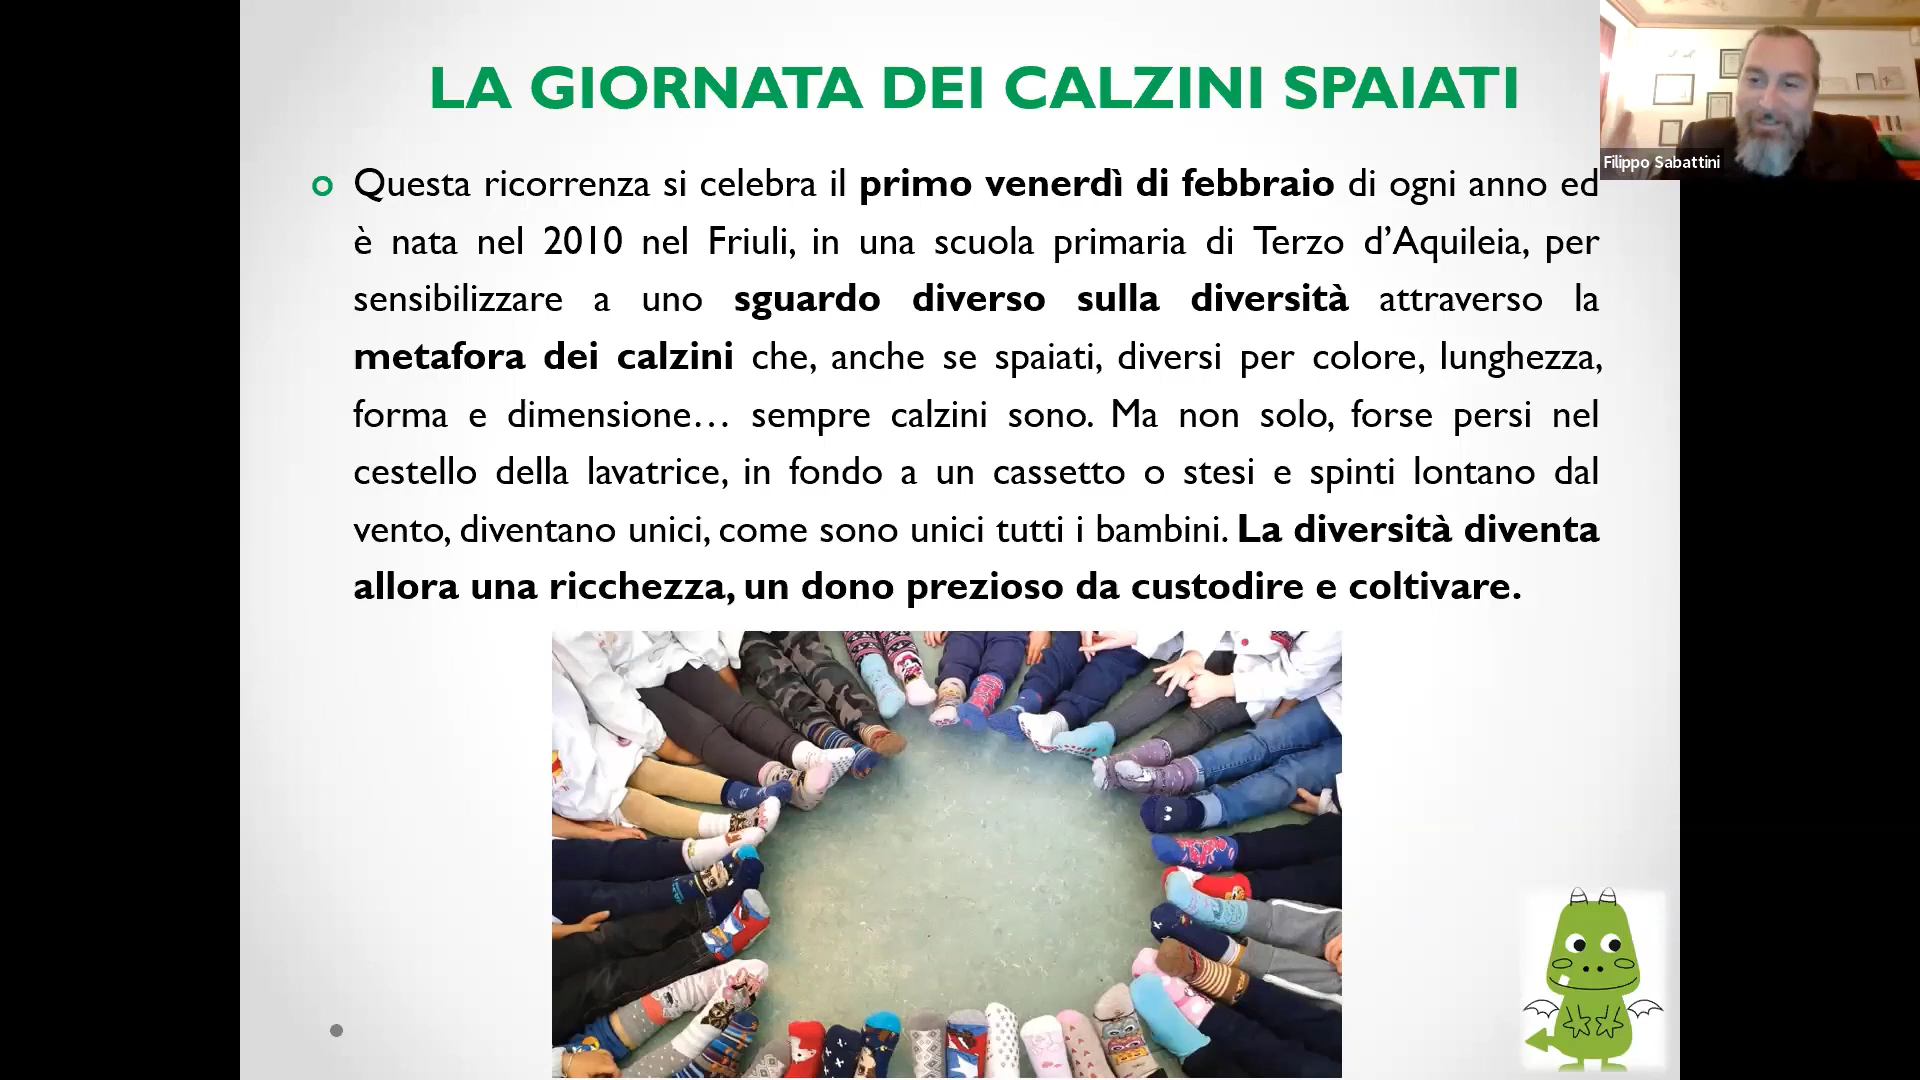 LA GIORNATA DEI CALZINI SPAIATI
Filippo Sabattini
Questa ricorrenza si celebra il primo venerdì di febbraio di ogni anno ed
è nata nel 2010 nel Friuli, in una scuola primaria di Terzo d’Aquileia, per
sensibilizzare a uno sguardo diverso sulla diversità attraverso la
metafora dei calzini che, anche se spaiati, diversi per colore, lunghezza,
forma e dimensione… sempre calzini sono. Ma non solo, forse persi nel
cestello della lavatrice, in fondo a un cassetto o stesi e spinti lontano dal
vento, diventano unici, come sono unici tutti i bambini. La diversità diventa
allora una ricchezza, un dono prezioso da custodire e coltivare.